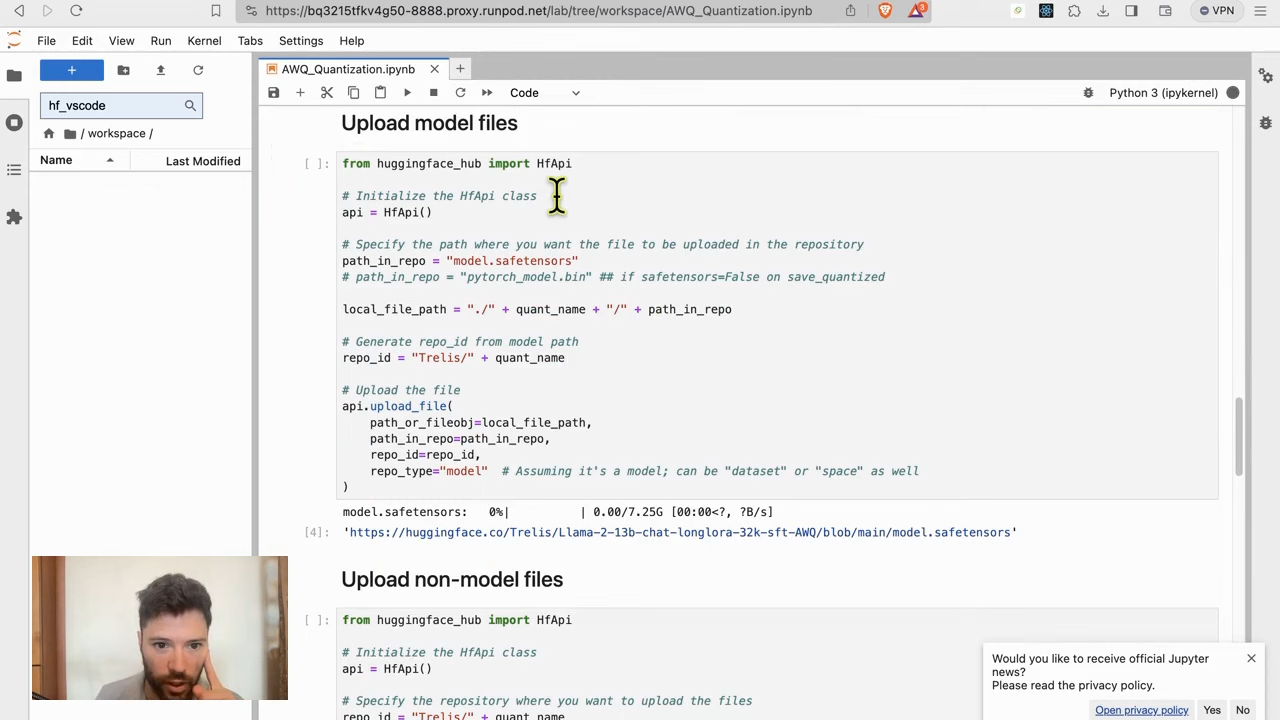 https://bq3215tfkv4g50-8888.proxy.runpod.net/lab/tree/workspace/AWQ_Quantization.ipynb
3
VPN
File Edit View Run Kernel Tabs Settings Help
AWQ_Quantization.ipynb
Code
Python 3 (ipykernel)
hf_vscode
/ workspace /
Name Last Modified
Upload model files
[ ]: from huggingface_hub import HfApi
# Initialize the HfApi class
api = HfApi()
# Specify the path where you want the file to be uploaded in the repository
path_in_repo = "model.safetensors"
# path_in_repo = "pytorch_model.bin" ## if safetensors=False on save_quantized
local_file_path = "./" + quant_name + "/" + path_in_repo
# Generate repo_id from model path
repo_id = "Trelis/" + quant_name
# Upload the file
api.upload_file(
path_or_fileobj=local_file_path,
path_in_repo=path_in_repo,
repo_id=repo_id,
repo_type="model" # Assuming it's a model; can be "dataset" or "space" as well
)
model.safetensors: 0%| | 0.00/7.25G [00:00<?, ?B/s]
[4]: 'https://huggingface.co/Trelis/Llama-2-13b-chat-longlora-32k-sft-AWQ/blob/main/model.safetensors'
Upload non-model files
[ ]: from huggingface_hub import HfApi
# Initialize the HfApi class
api = HfApi()
# Specify the repository where you want to upload the files
repo_id = "Trelis/" + quant_name
Would you like to receive official Jupyter
news?
Please read the privacy policy.
Open privacy policy Yes No